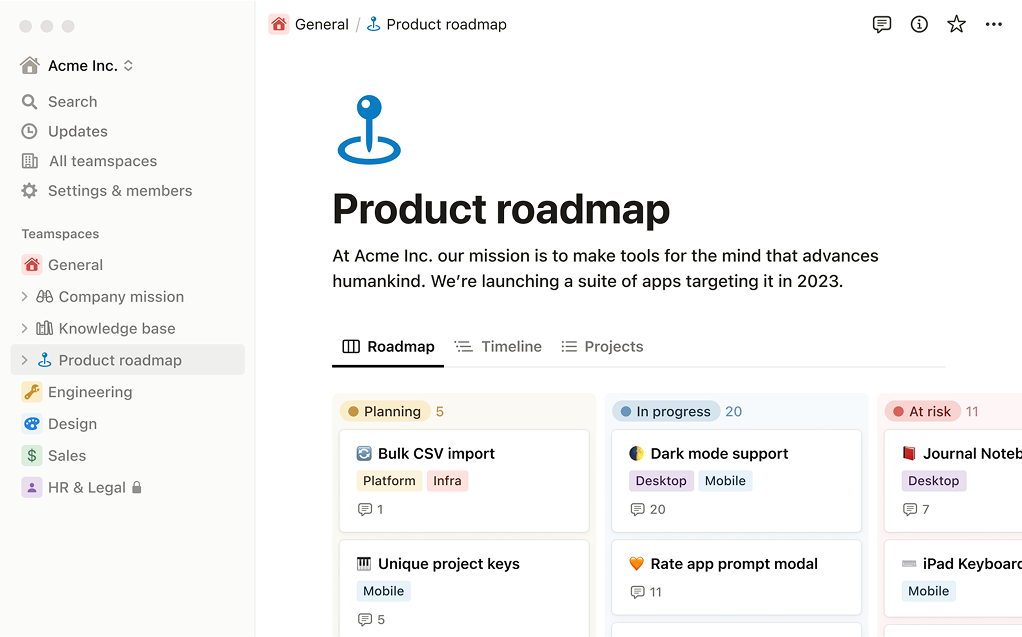 General / Product roadmap
Acme Inc.
Search
Updates
All teamspaces
Settings & members
Teamspaces
General
Company mission
Knowledge base
Product roadmap
Engineering
Design
$ Sales
HR & Legal
Product roadmap
At Acme Inc. our mission is to make tools for the mind that advances
humankind. We’re launching a suite of apps targeting it in 2023.
Roadmap Timeline Projects
Planning 5
Bulk CSV import
Platform Infra
1
Unique project keys
Mobile
5
In progress 20
Dark mode support
Desktop Mobile
20
Rate app prompt modal
11
At risk 11
Journal Noteb
Desktop
7
iPad Keyboard
Mobile